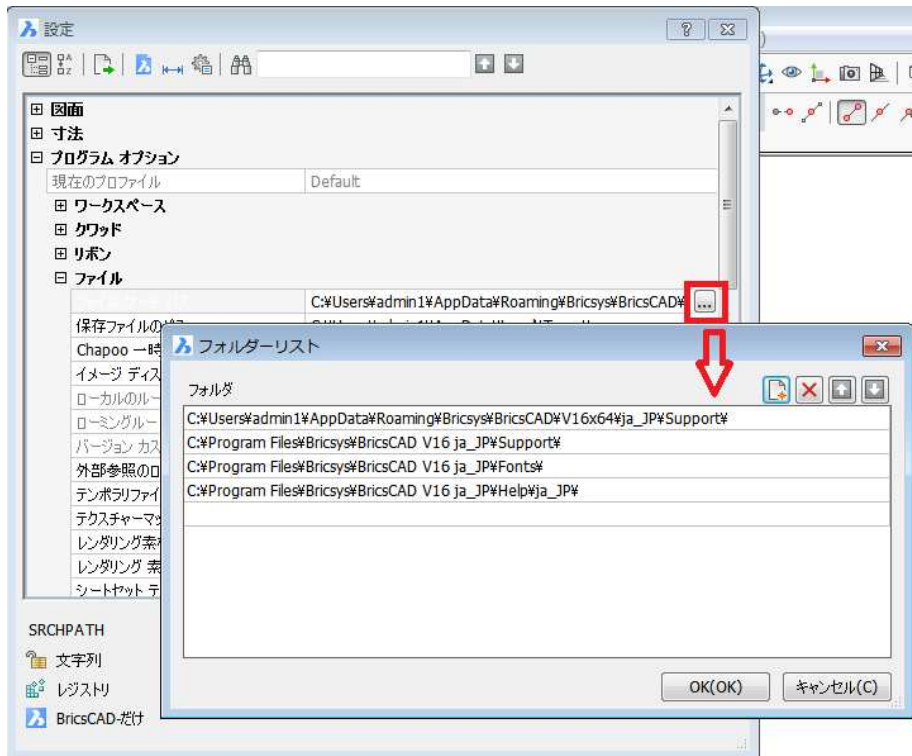 設定
図面
寸法
プログラム オプション
現在のプロファイル Default
ワークスペース
クワッド
リボン
ファイル
C:¥Users¥admin1¥AppData¥Roaming¥Bricsys¥BricsCAD¥ ...
保存ファイルのパス
Chapoo 一時
イメージ ディス
ローカルのルー
ローミングルー
バージョン カス
外部参照のロ
テンポラリファイ
テクスチャーマッ
レンダリング素材
レンダリング 素
シートセット テ
フォルダーリスト
フォルダ
C:¥Users¥admin1¥AppData¥Roaming¥Bricsys¥BricsCAD¥V16x64¥ja_JP¥Support¥
C:¥Program Files¥Bricsys¥BricsCAD V16 ja_JP¥Support¥
C:¥Program Files¥Bricsys¥BricsCAD V16 ja_JP¥Fonts¥
C:¥Program Files¥Bricsys¥BricsCAD V16 ja_JP¥Help¥ja_JP¥
OK(OK) キャンセル(C)
SRCHPATH
文字列
レジストリ
BricsCAD-だけ